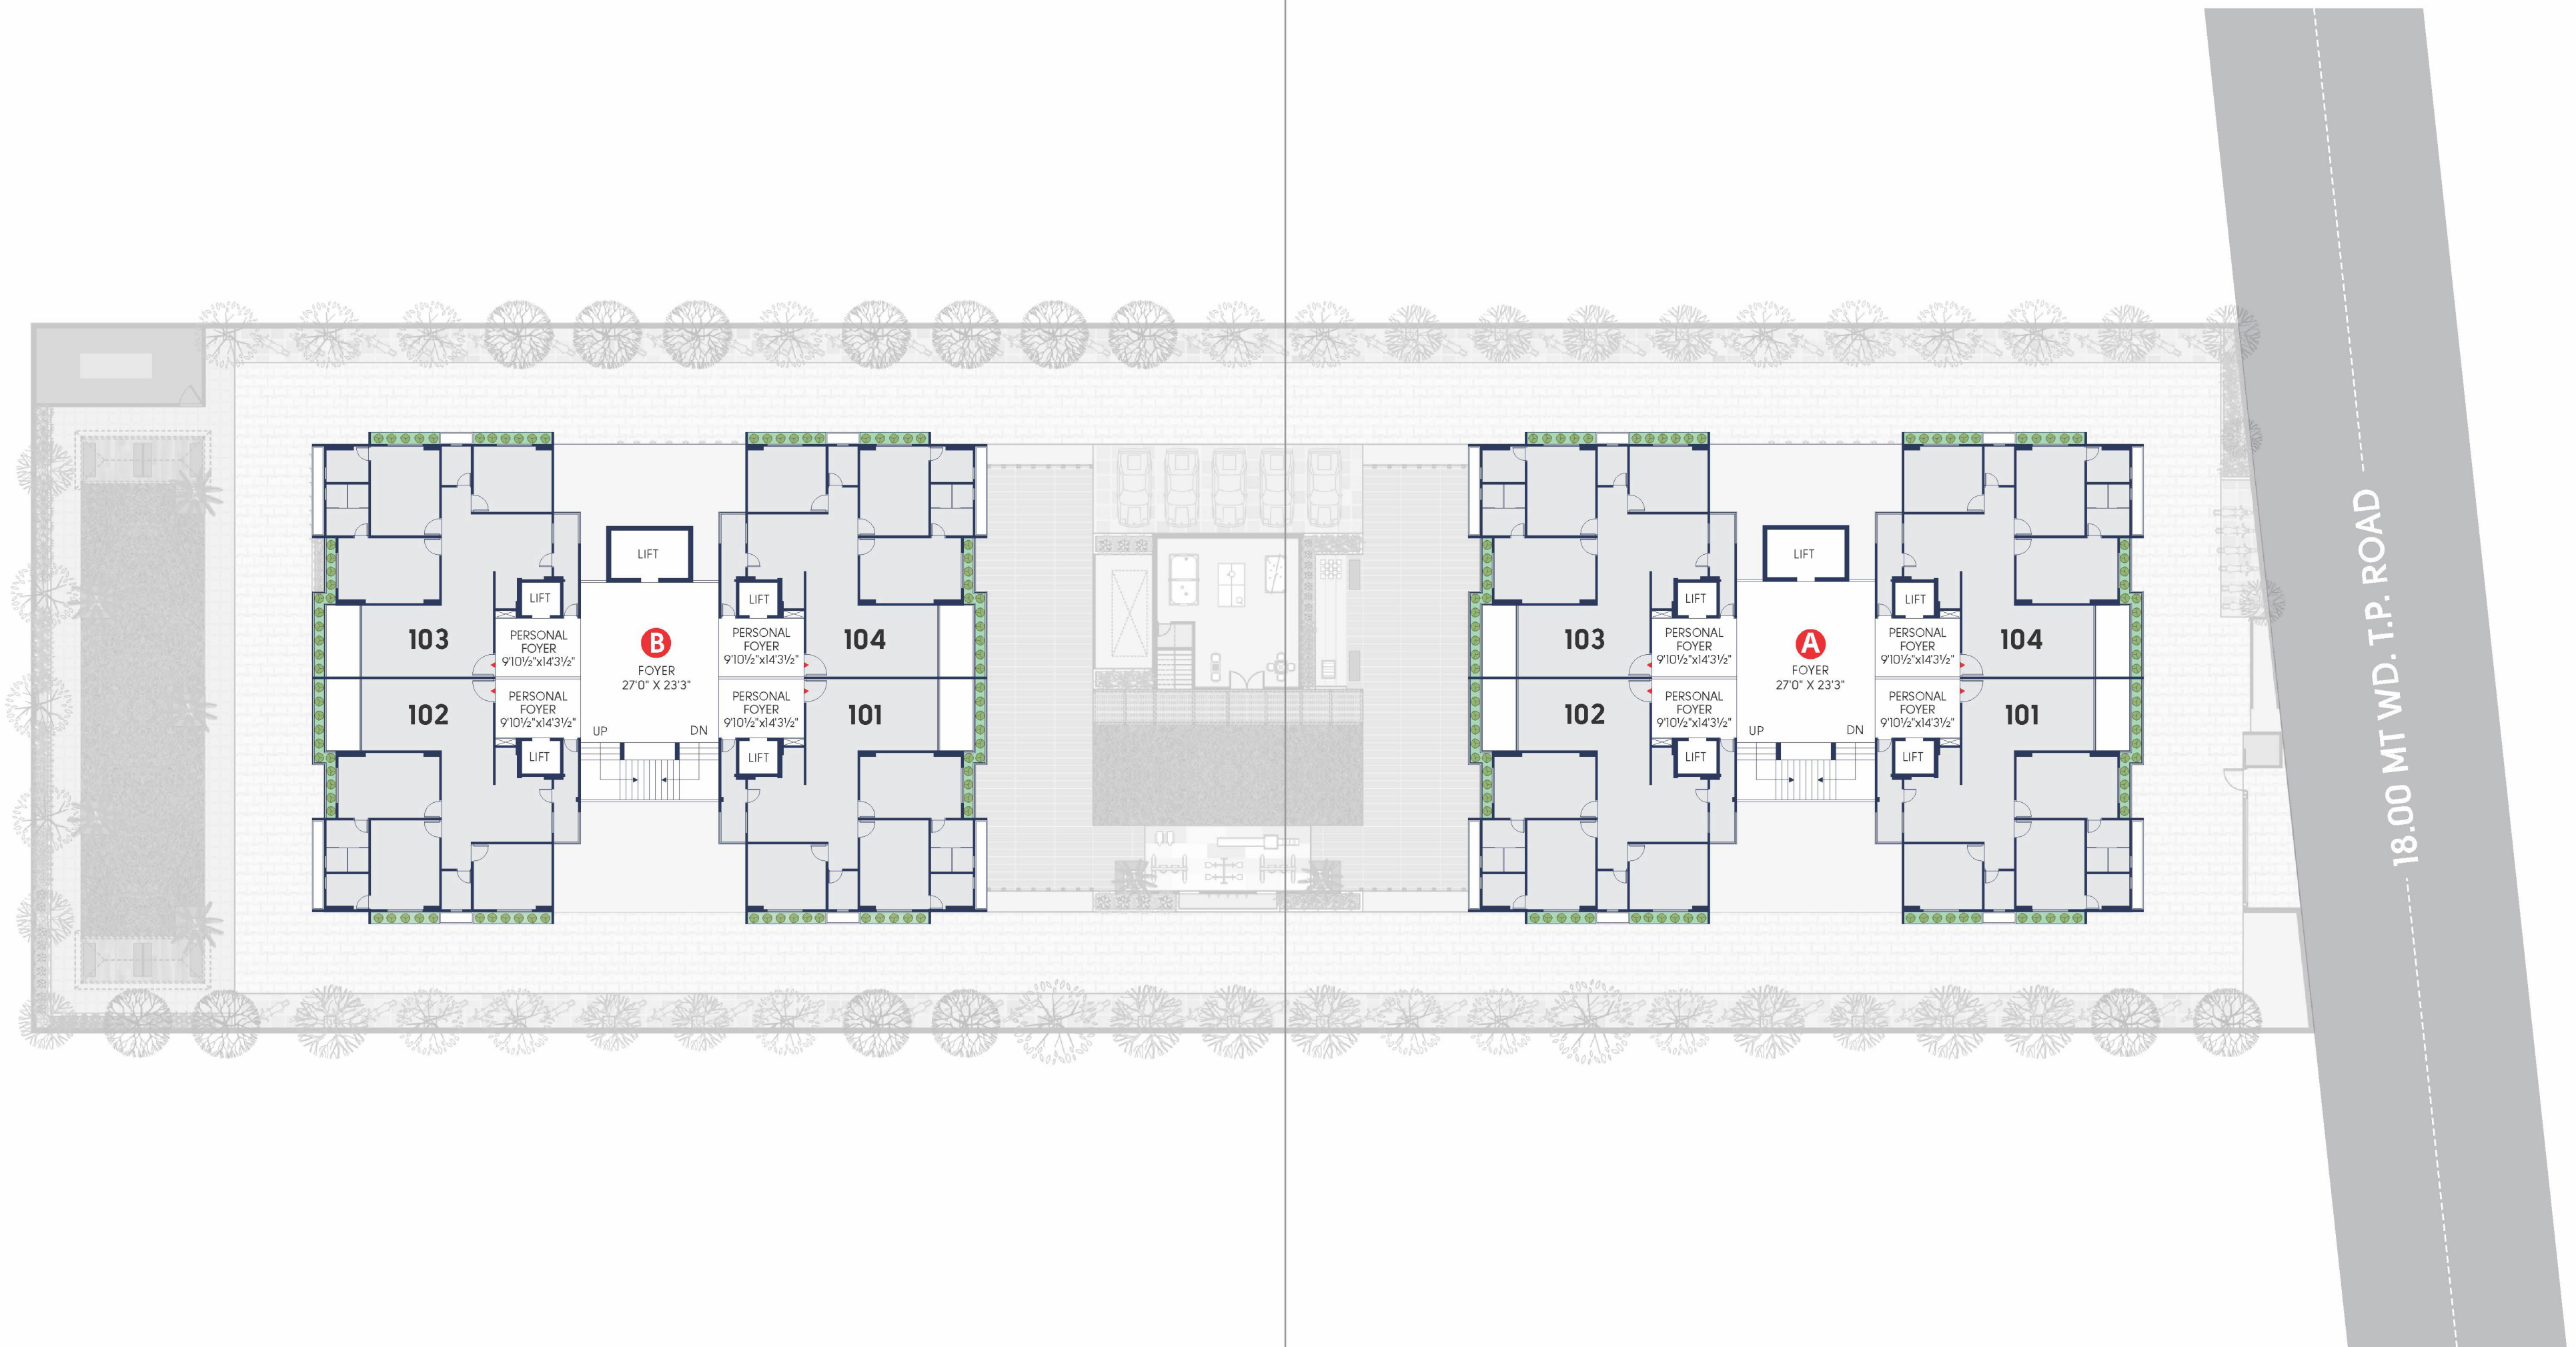 LIFT
LIFT
LIFT
103
PERSONAL
FOYER
9'10½"x14'3½"
B
FOYER
27'0" X 23'3"
PERSONAL
FOYER
9'10½"x14'3½"
104
102
PERSONAL
FOYER
9'10½"x14'3½"
PERSONAL
FOYER
9'10½"x14'3½"
101
UP
DN
LIFT
LIFT
LIFT
LIFT
LIFT
103
PERSONAL
FOYER
9'10½"x14'3½"
A
FOYER
27'0" X 23'3"
PERSONAL
FOYER
9'10½"x14'3½"
104
102
PERSONAL
FOYER
9'10½"x14'3½"
PERSONAL
FOYER
9'10½"x14'3½"
101
UP
DN
LIFT
LIFT
18.00 MT WD. T.P. ROAD